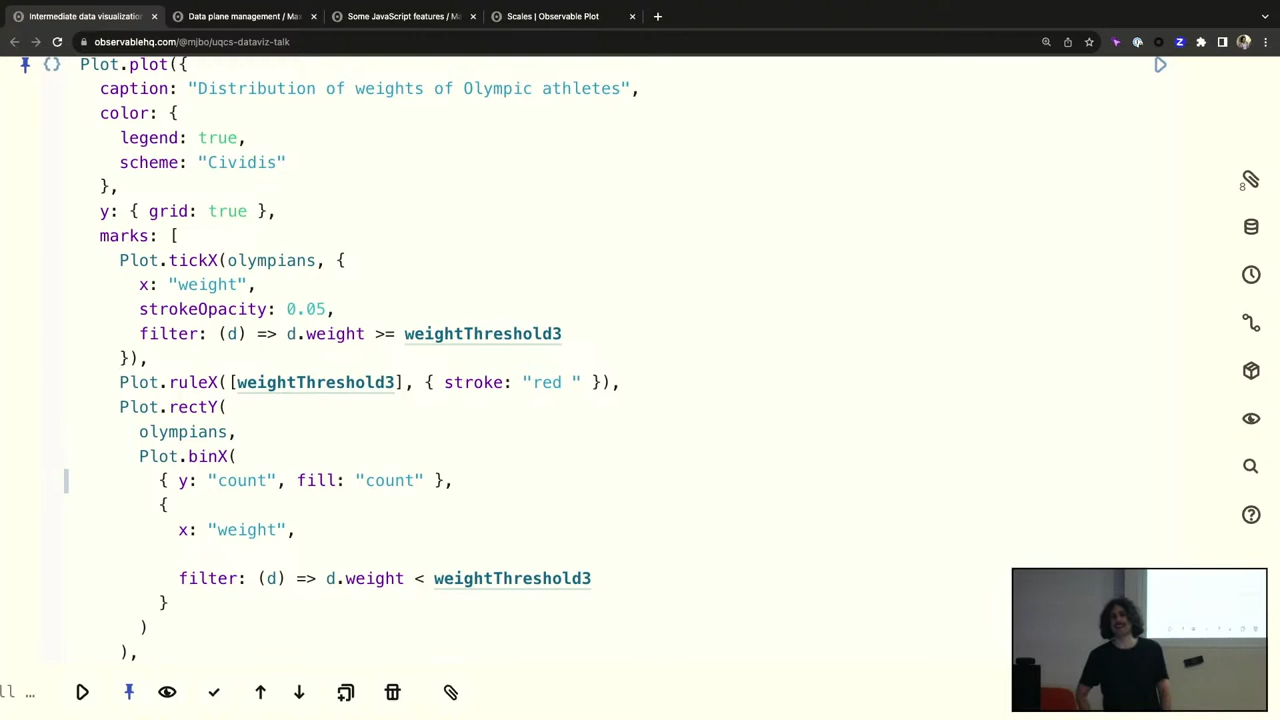 Intermediate data visualization
Data plane management / Ma
Some JavaScript features / M
Scales | Observable Plot
observablehq.com/@mjbo/uqcs-dataviz-talk
Plot.plot({
caption: "Distribution of weights of Olympic athletes",
color: {
legend: true,
scheme: "Cividis"
},
y: { grid: true },
marks: [
Plot.tickX(olympians, {
x: "weight",
strokeOpacity: 0.05,
filter: (d) => d.weight >= weightThreshold3
}),
Plot.ruleX([weightThreshold3], { stroke: "red " }),
Plot.rectY(
olympians,
Plot.binX(
{ y: "count", fill: "count" },
{
x: "weight",
filter: (d) => d.weight < weightThreshold3
}
)
),
8
ll …